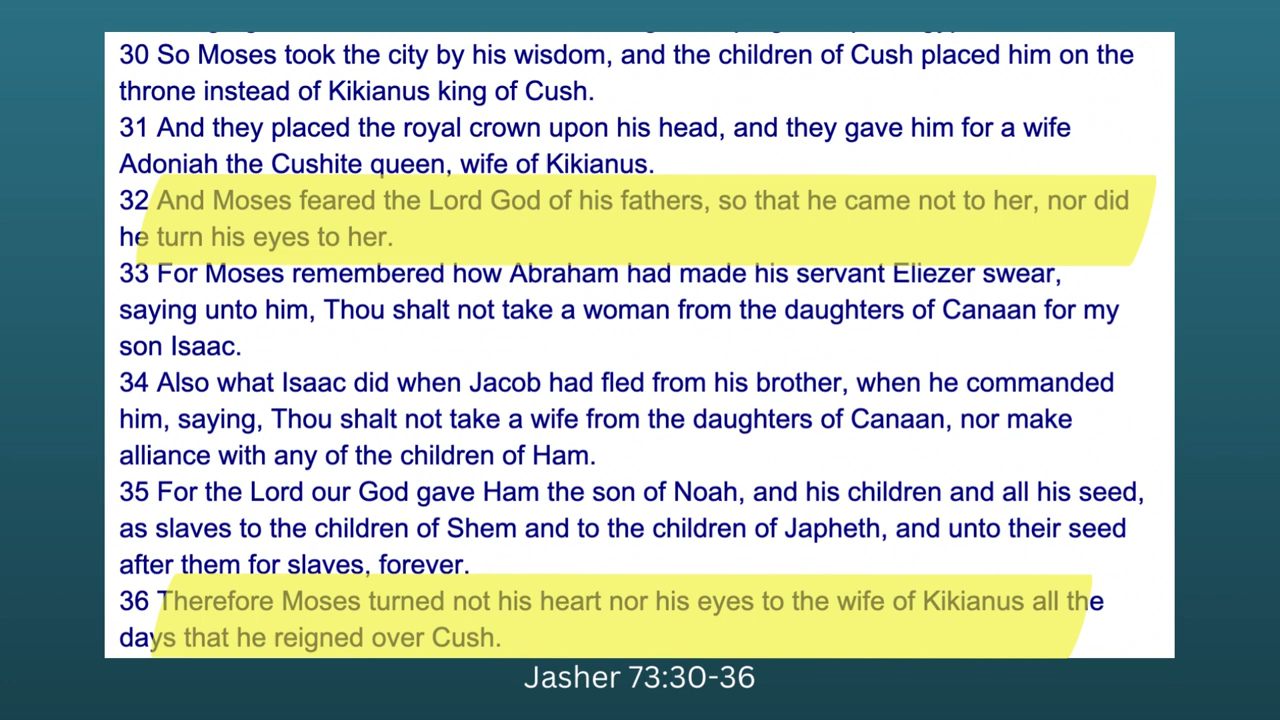 30 So Moses took the city by his wisdom, and the children of Cush placed him on the
throne instead of Kikianus king of Cush.
31 And they placed the royal crown upon his head, and they gave him for a wife
Adoniah the Cushite queen, wife of Kikianus.
32 And Moses feared the Lord God of his fathers, so that he came not to her, nor did
he turn his eyes to her.
33 For Moses remembered how Abraham had made his servant Eliezer swear,
saying unto him, Thou shalt not take a woman from the daughters of Canaan for my
son Isaac.
34 Also what Isaac did when Jacob had fled from his brother, when he commanded
him, saying, Thou shalt not take a wife from the daughters of Canaan, nor make
alliance with any of the children of Ham.
35 For the Lord our God gave Ham the son of Noah, and his children and all his seed,
as slaves to the children of Shem and to the children of Japheth, and unto their seed
after them for slaves, forever.
36 Therefore Moses turned not his heart nor his eyes to the wife of Kikianus all the
days that he reigned over Cush.
Jasher 73:30-36